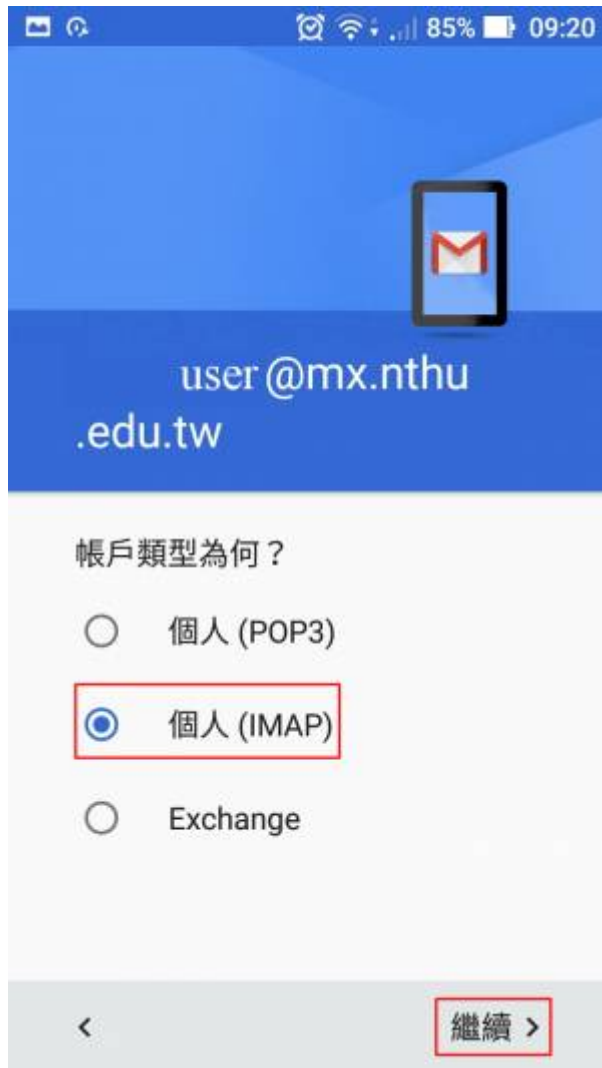 85% 09:20
user@mx.nthu
.edu.tw
帳戶類型為何？
個人 (POP3)
個人 (IMAP)
Exchange
繼續